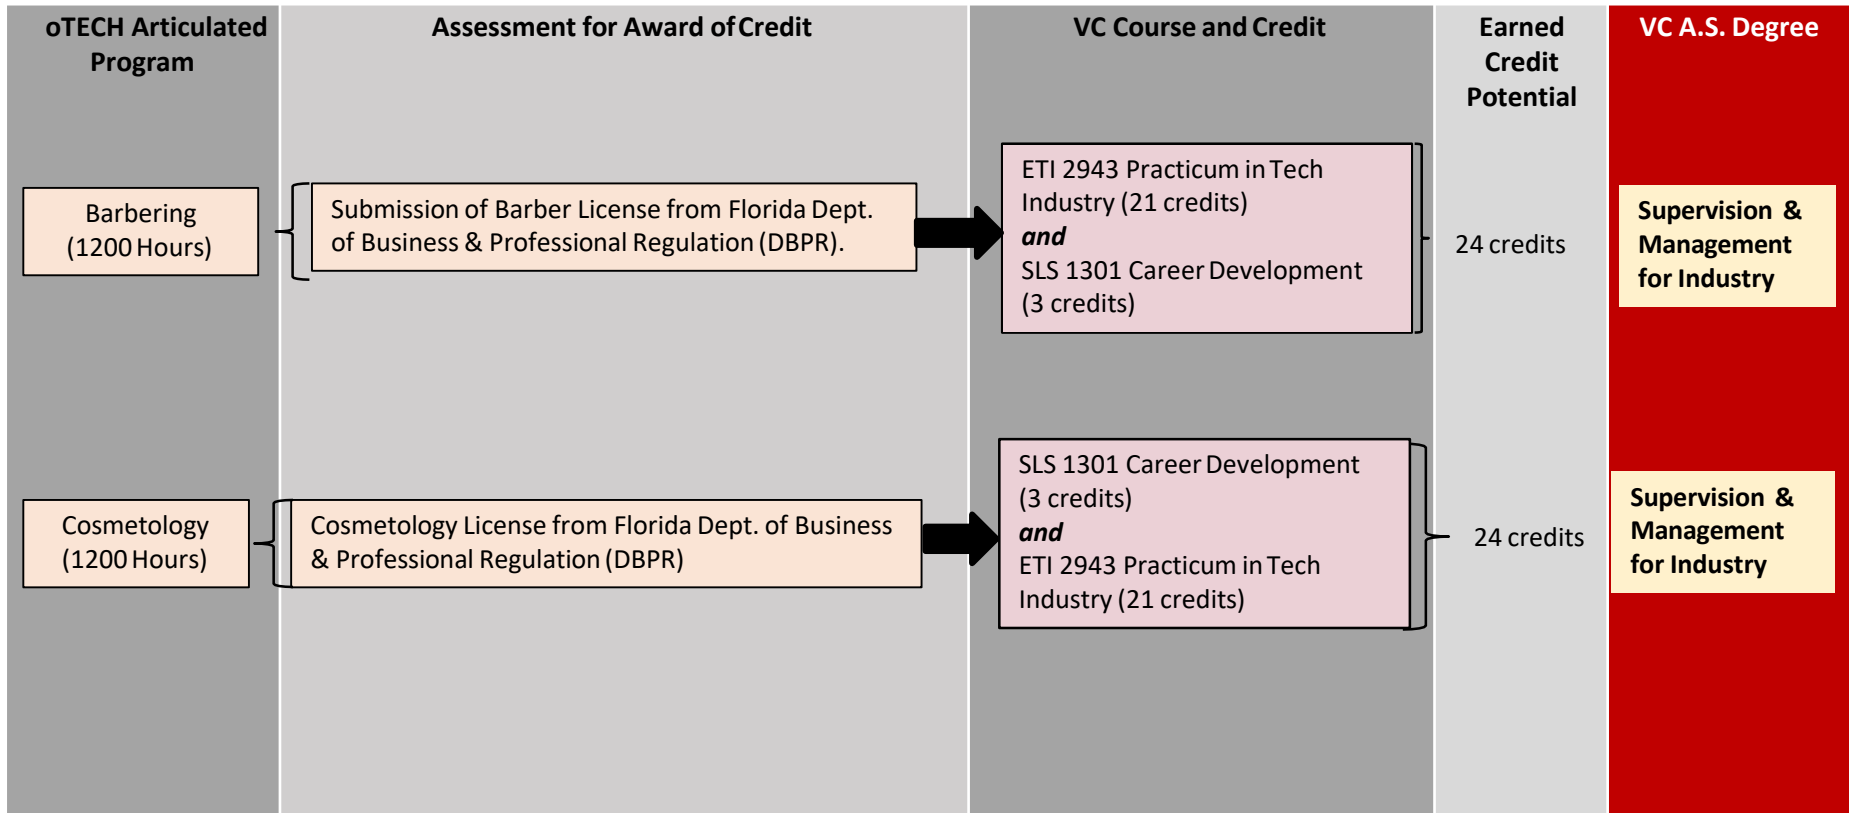 oTECH Articulated
Program
Assessment for Award of Credit
VC Course and Credit
Earned
Credit
Potential
VC A.S. Degree
Barbering
(1200 Hours)
Submission of Barber License from Florida Dept.
of Business & Professional Regulation (DBPR).
ETI 2943 Practicum in Tech
Industry (21 credits)
and
SLS 1301 Career Development
(3 credits)
24 credits
Supervision &
Management
for Industry
Cosmetology
(1200 Hours)
Cosmetology License from Florida Dept. of Business
& Professional Regulation (DBPR)
SLS 1301 Career Development
(3 credits)
and
ETI 2943 Practicum in Tech
Industry (21 credits)
24 credits
Supervision &
Management
for Industry